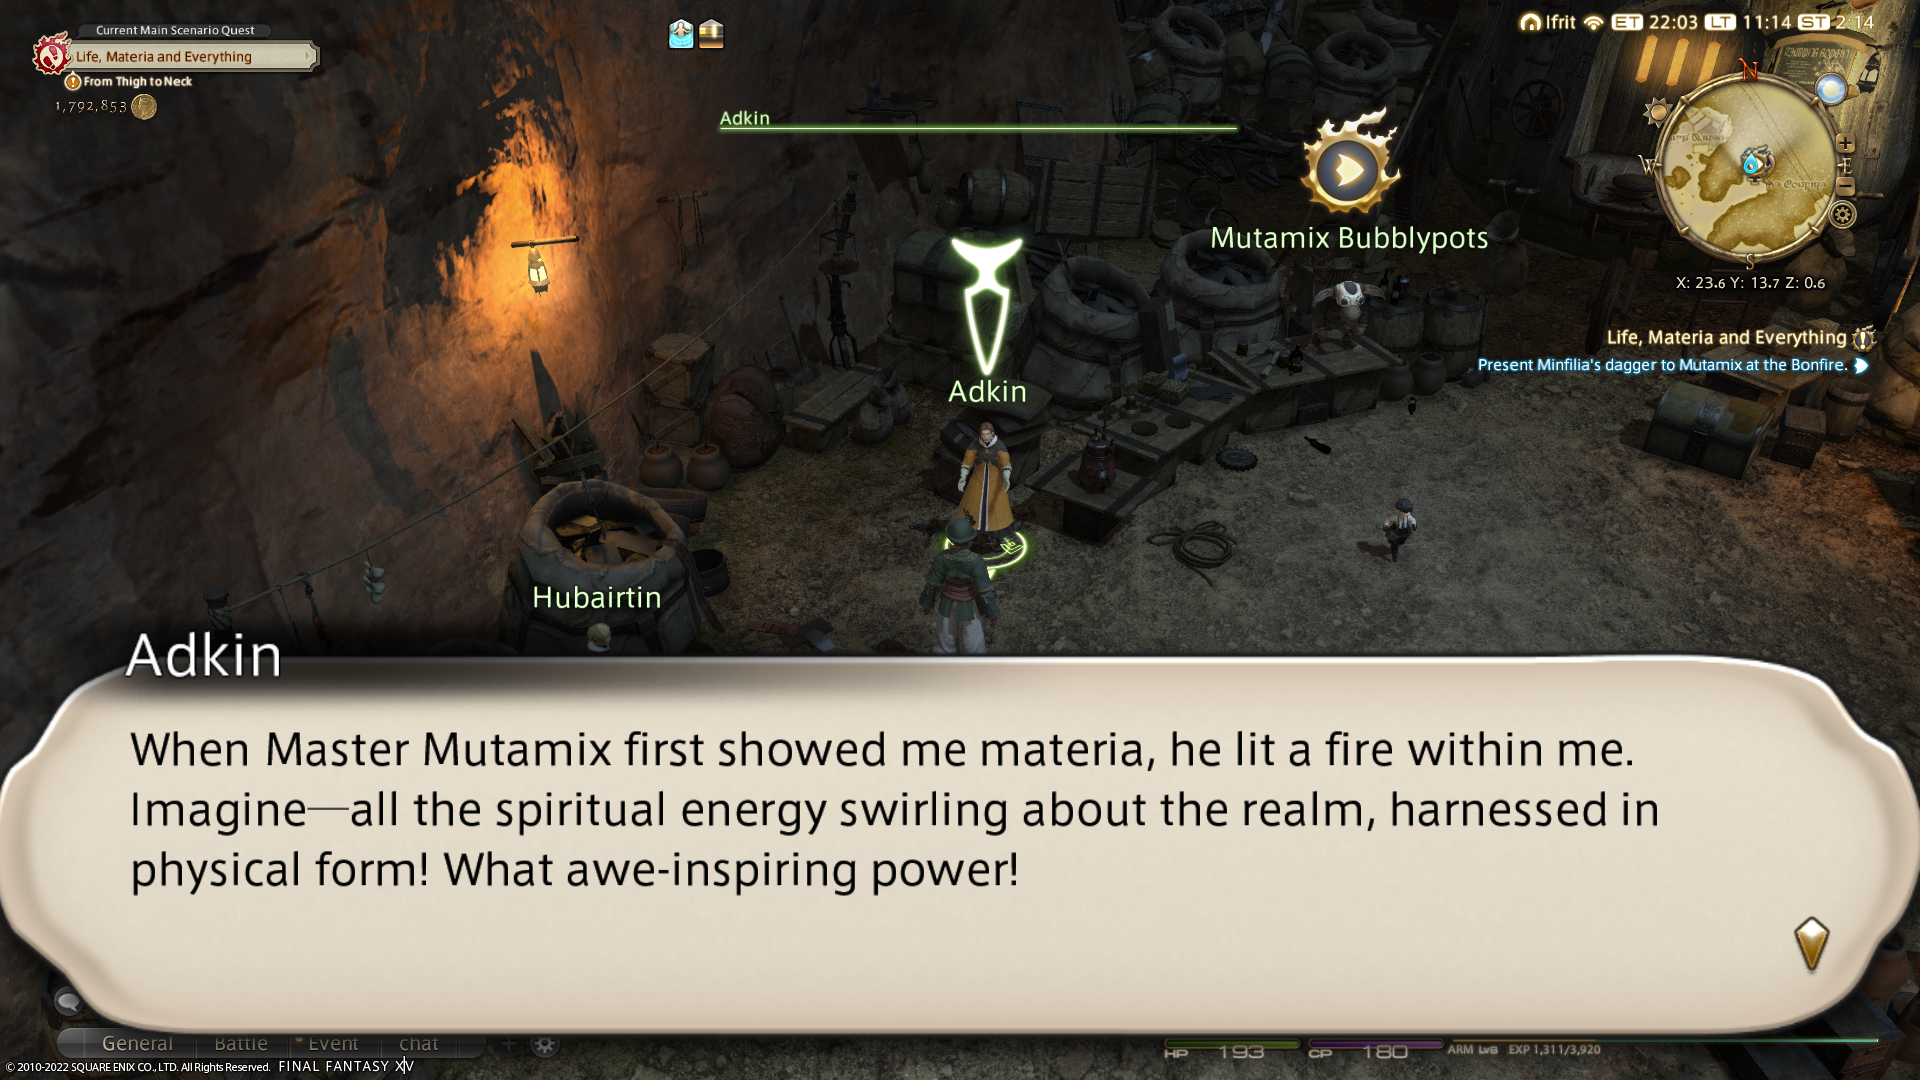 Current Main Scenario Quest
Life, Materia and Everything
From Thigh to Neck
1,792,853
Ifrit ET 22:03 LT 11:14 ST 2:14
N
W
E
S
X: 23.6 Y: 13.7 Z: 0.6
Life, Materia and Everything
Present Minfilia's dagger to Mutamix at the Bonfire.
Adkin
Mutamix Bubblypots
Adkin
Hubairtin
Adkin
When Master Mutamix first showed me materia, he lit a fire within me.
Imagine—all the spiritual energy swirling about the realm, harnessed in
physical form! What awe-inspiring power!
General Battle Event chat
HP 193 CP 180 ARM Lv8 EXP 1,311/3,920
© 2010-2022 SQUARE ENIX CO., LTD. All Rights Reserved. FINAL FANTASY XIV